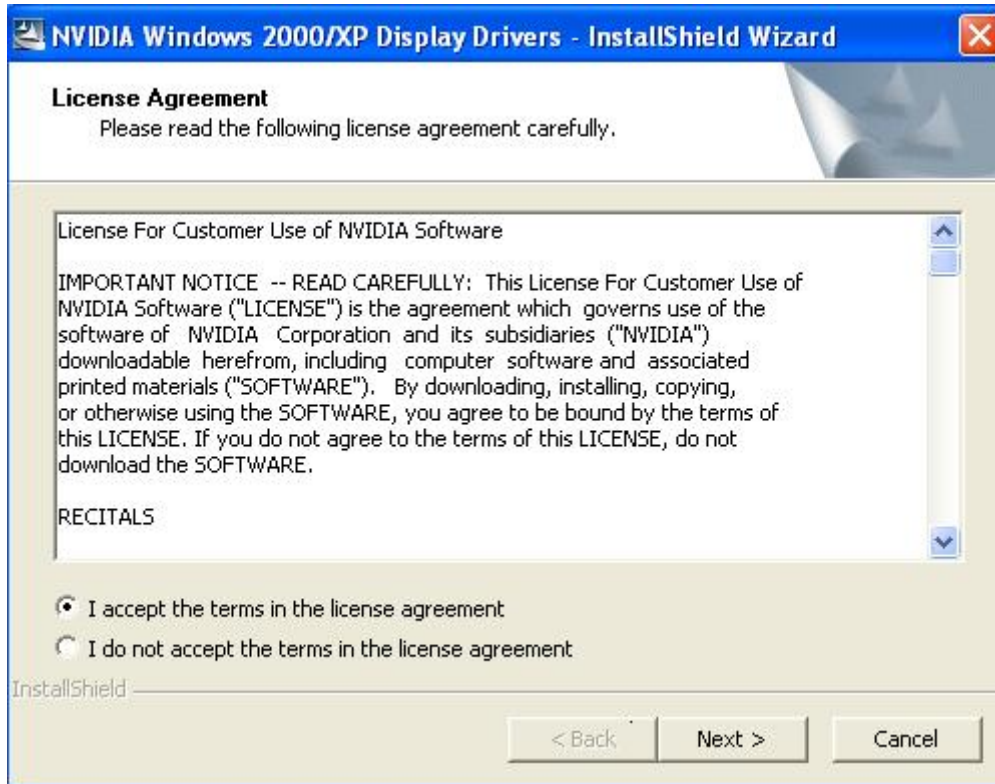 NVIDIA Windows 2000/XP Display Drivers - InstallShield Wizard
License Agreement
Please read the following license agreement carefully.
License For Customer Use of NVIDIA Software
IMPORTANT NOTICE -- READ CAREFULLY: This License For Customer Use of
NVIDIA Software ("LICENSE") is the agreement which governs use of the
software of NVIDIA Corporation and its subsidiaries ("NVIDIA")
downloadable herefrom, including computer software and associated
printed materials ("SOFTWARE"). By downloading, installing, copying,
or otherwise using the SOFTWARE, you agree to be bound by the terms of
this LICENSE. If you do not agree to the terms of this LICENSE, do not
download the SOFTWARE.
RECITALS
I accept the terms in the license agreement
I do not accept the terms in the license agreement
InstallShield
< Back Next > Cancel